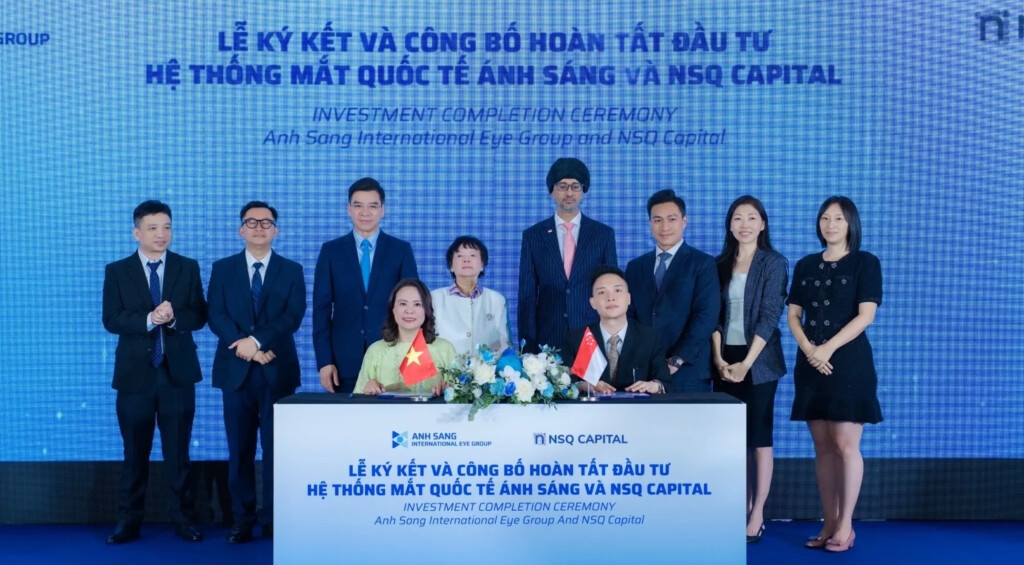 GROUP
LỄ KÝ KẾT VÀ CÔNG BỐ HOÀN TẤT ĐẦU TƯ
HỆ THỐNG MẮT QUỐC TẾ ÁNH SÁNG VÀ NSQ CAPITAL
INVESTMENT COMPLETION CEREMONY
Anh Sang International Eye Group and NSQ Capital
ANH SANG
INTERNATIONAL EYE GROUP
NSQ CAPITAL
LỄ KÝ KẾT VÀ CÔNG BỐ HOÀN TẤT ĐẦU TƯ
HỆ THỐNG MẮT QUỐC TẾ ÁNH SÁNG VÀ NSQ CAPITAL
INVESTMENT COMPLETION CEREMONY
Anh Sang International Eye Group And NSQ Capital